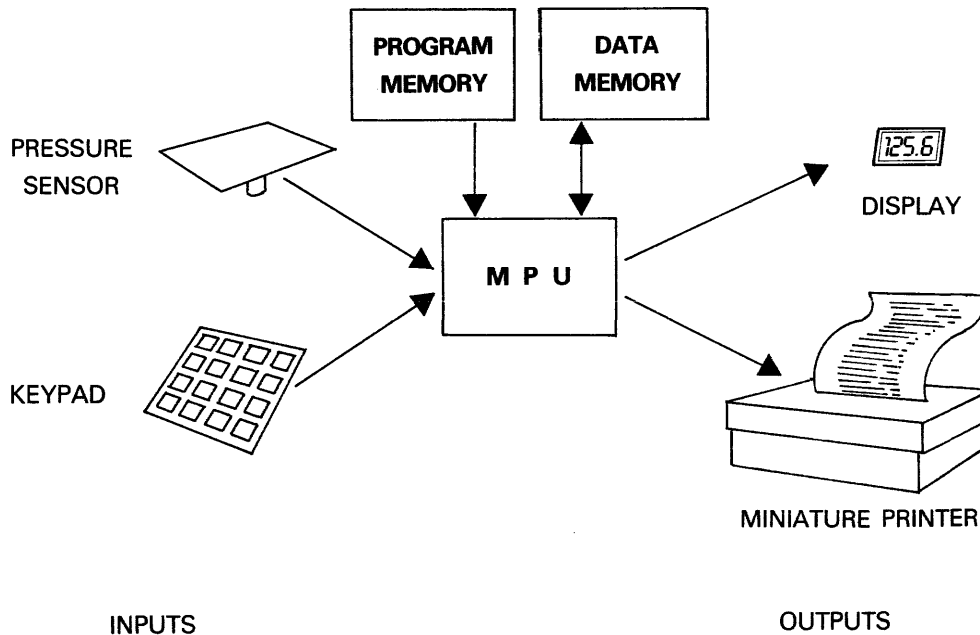 PROGRAM
MEMORY
DATA
MEMORY
PRESSURE
SENSOR
125.6
DISPLAY
M P U
KEYPAD
MINIATURE PRINTER
INPUTS
OUTPUTS